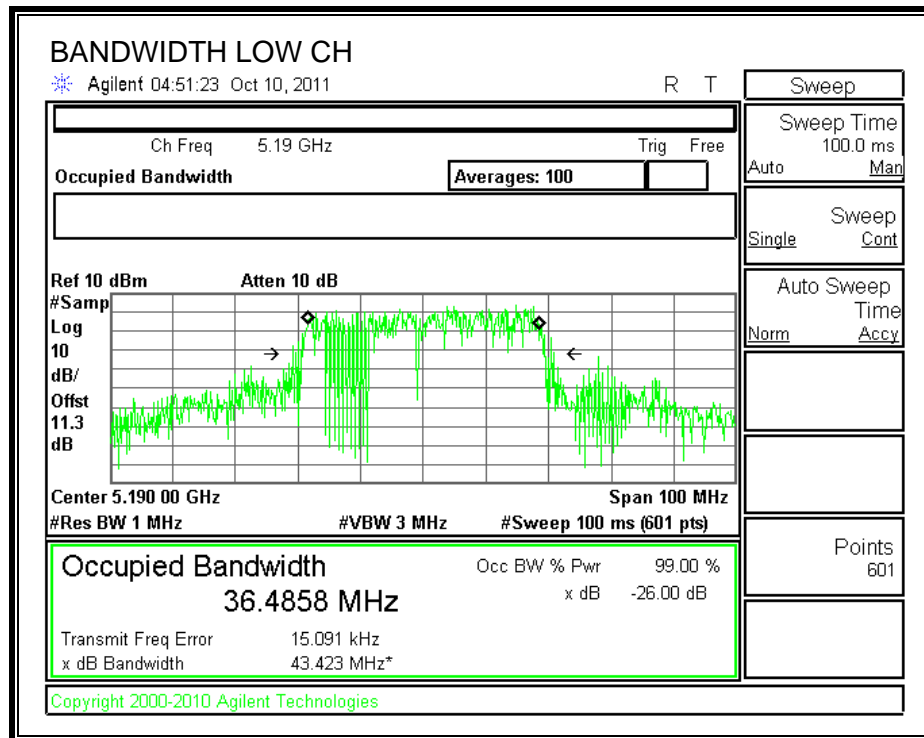 BANDWIDTH LOW CH
Agilent 04:51:23 Oct 10, 2011 R T
Sweep
Ch Freq 5.19 GHz Trig Free
Occupied Bandwidth Averages: 100
Sweep Time
100.0 ms
Auto Man
Sweep
Single Cont
Auto Sweep
Time
Norm Accy
Ref 10 dBm Atten 10 dB
#Samp
Log
10
dB/
Offst
11.3
dB
Center 5.190 00 GHz Span 100 MHz
#Res BW 1 MHz #VBW 3 MHz #Sweep 100 ms (601 pts)
Points
601
Occupied Bandwidth Occ BW % Pwr 99.00 %
36.4858 MHz x dB -26.00 dB
Transmit Freq Error 15.091 kHz
x dB Bandwidth 43.423 MHz*
Copyright 2000-2010 Agilent Technologies